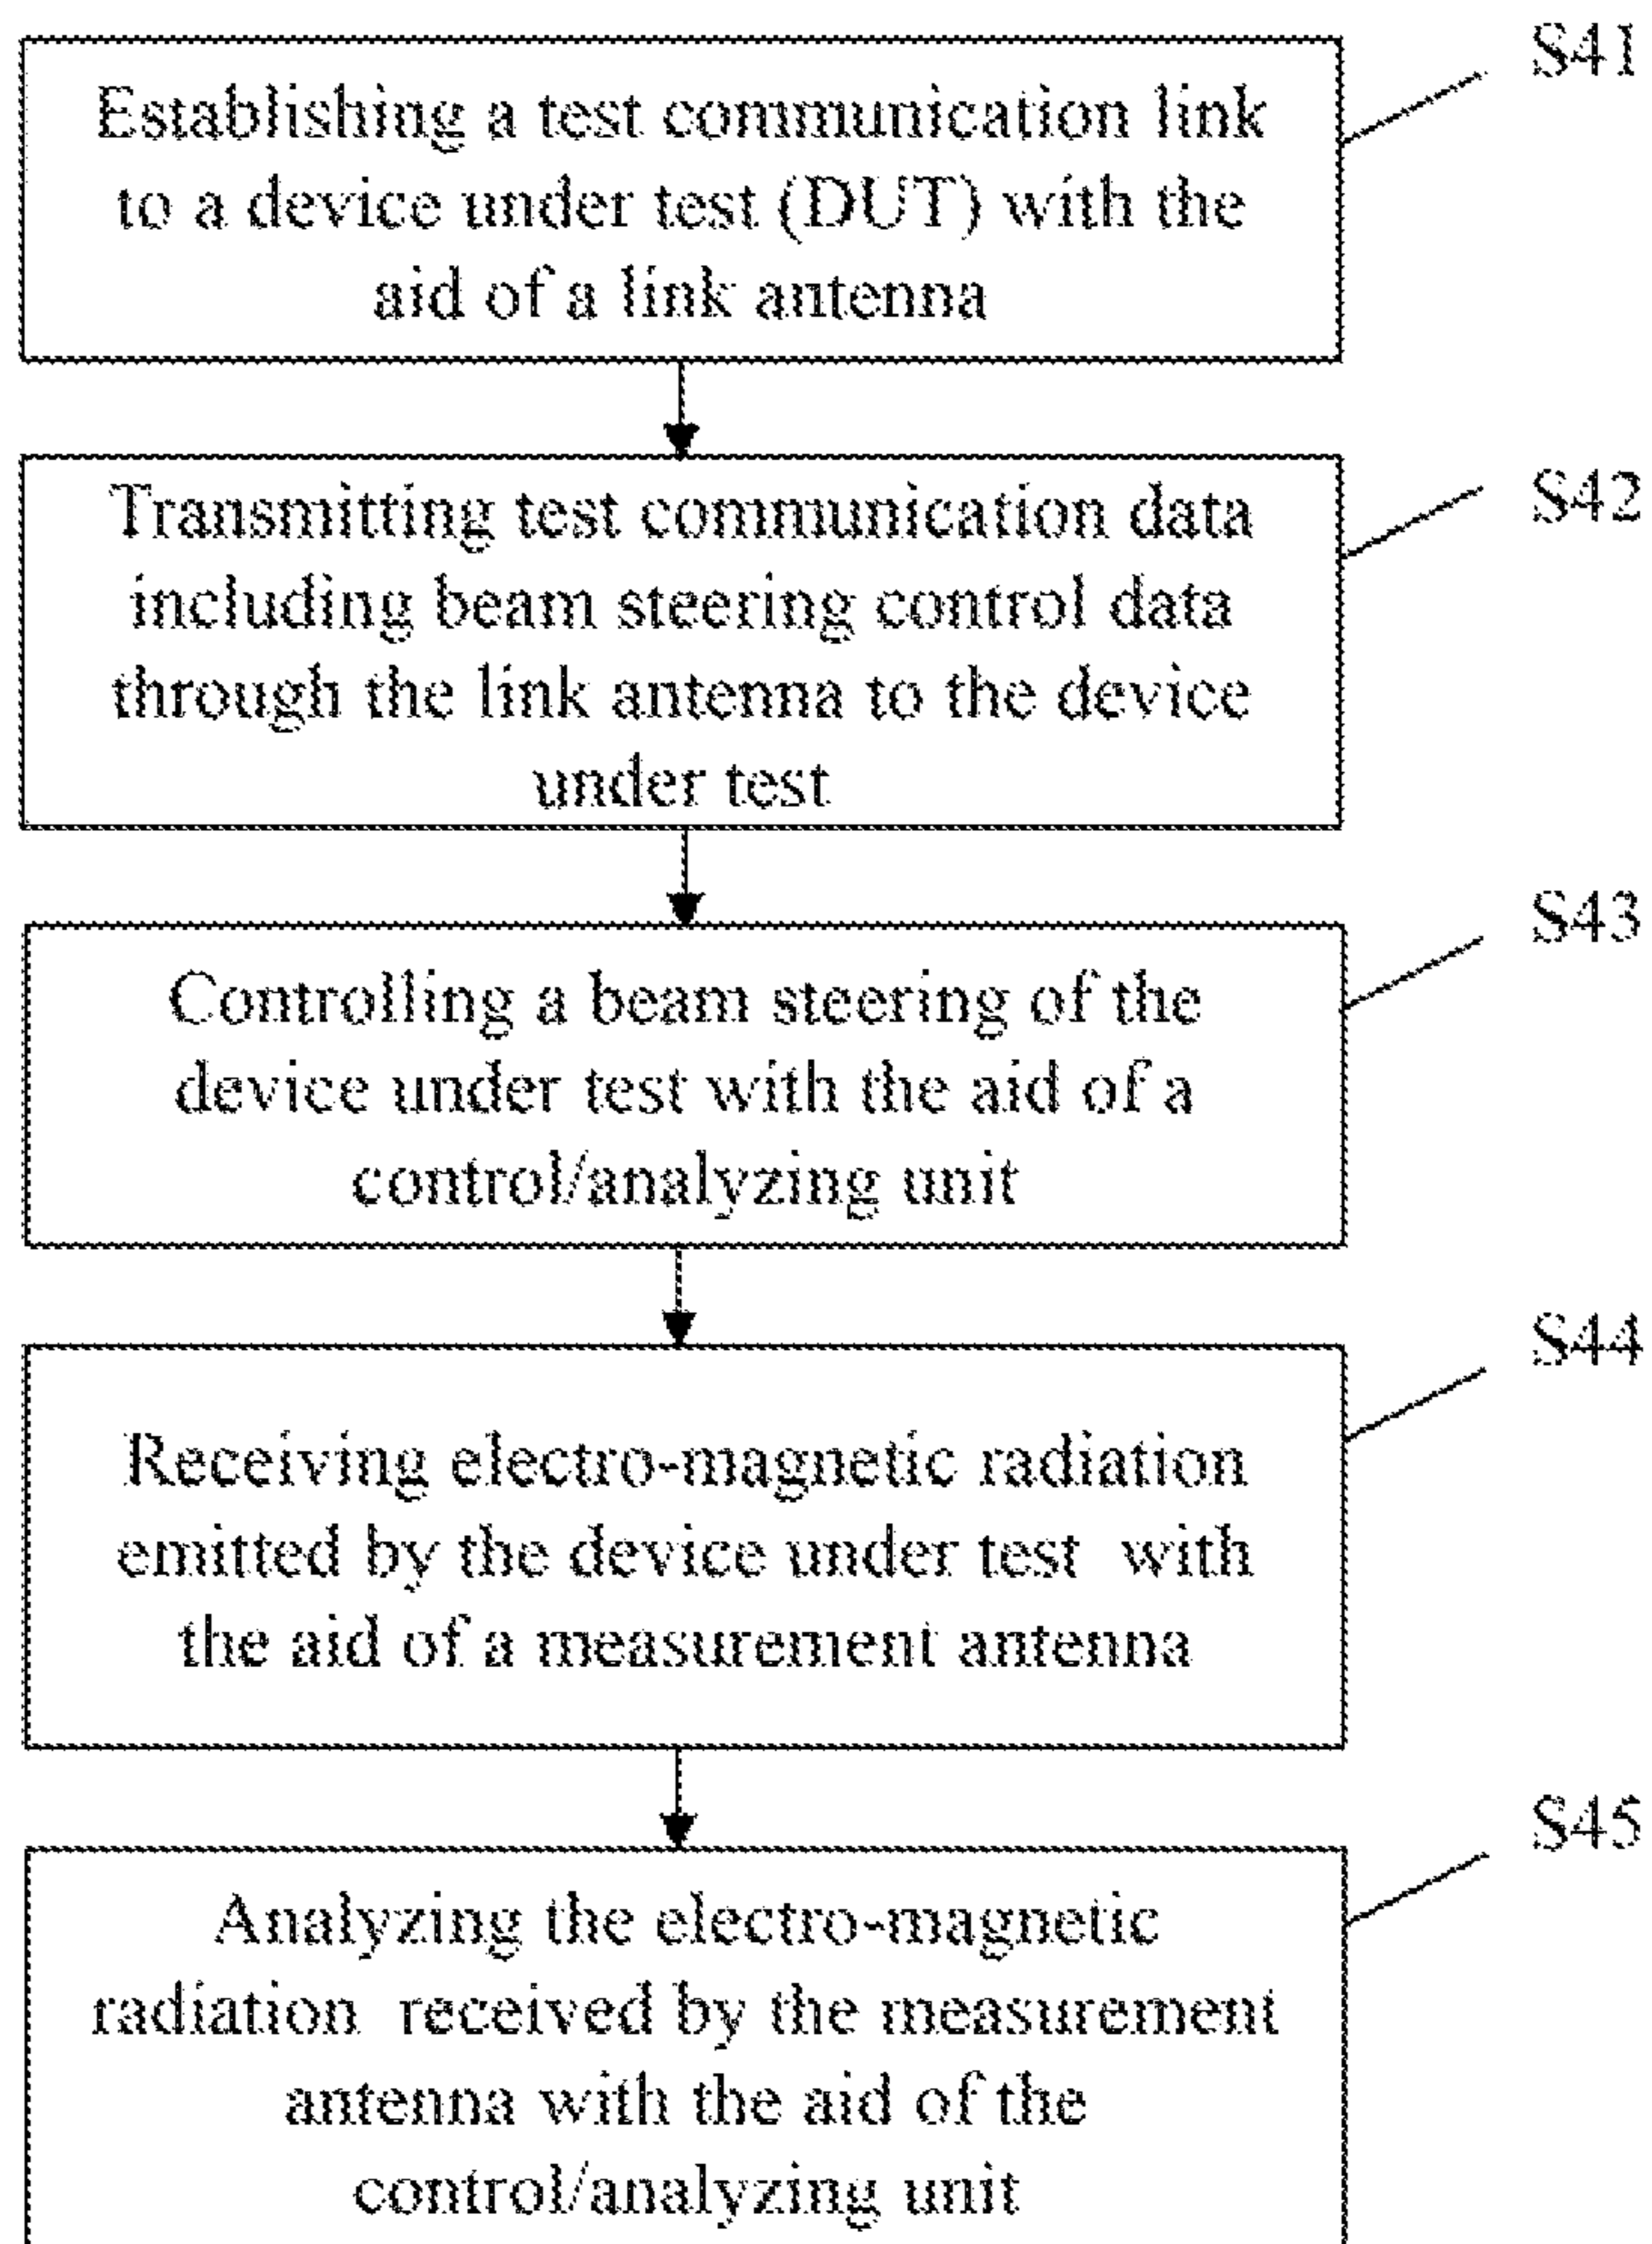 S41
Establishing a test communication link
to a device under test (DUT) with the
aid of a link antenna
S42
Transmitting test communication data
including beam steering control data
through the link antenna to the device
under test
S43
Controlling a beam steering of the
device under test with the aid of a
control/analyzing unit
S44
Receiving electro-magnetic radiation
emitted by the device under test with
the aid of a measurement antenna
S45
Analyzing the electro-magnetic
radiation received by the measurement
antenna with the aid of the
control/analyzing unit